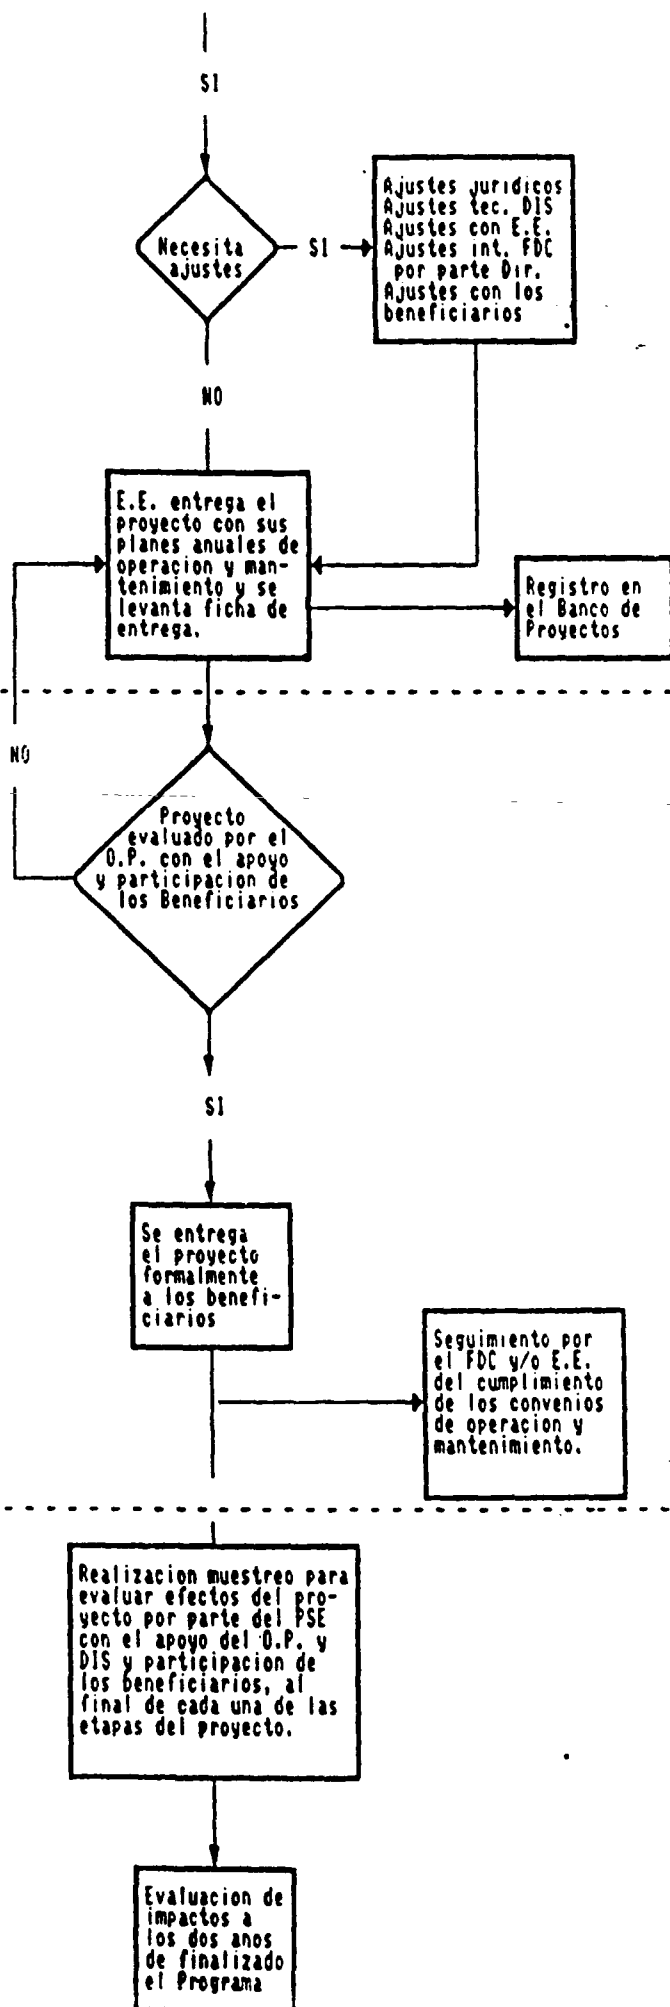 SI
Necesita
ajustes
SI
Ajustes juridicos
Ajustes tec. DIS
Ajustes con E.E.
Ajustes int. FDC
por parte Dir.
Ajustes con los
beneficiarios
NO
E.E. entrega el
proyecto con sus
planes anuales de
operacion y man-
tenimiento y se
levanta ficha de
entrega.
Registro en
el Banco de
Proyectos
NO
Proyecto
evaluado por el
O.P. con el apoyo
y participacion de
los Beneficiarios
SI
Se entrega
el proyecto
formalmente
a los benefi-
ciarios
Seguimiento por
el FDC y/o E.E.
del cumplimiento
de los convenios
de operacion y
mantenimiento.
Realizacion muestreo para
evaluar efectos del pro-
yecto por parte del PSE
con el apoyo del O.P. y
DIS y participacion de
los beneficiarios, al
final de cada una de las
etapas del proyecto.
Evaluacion de
impactos a
los dos anos
de finalizado
el Programa